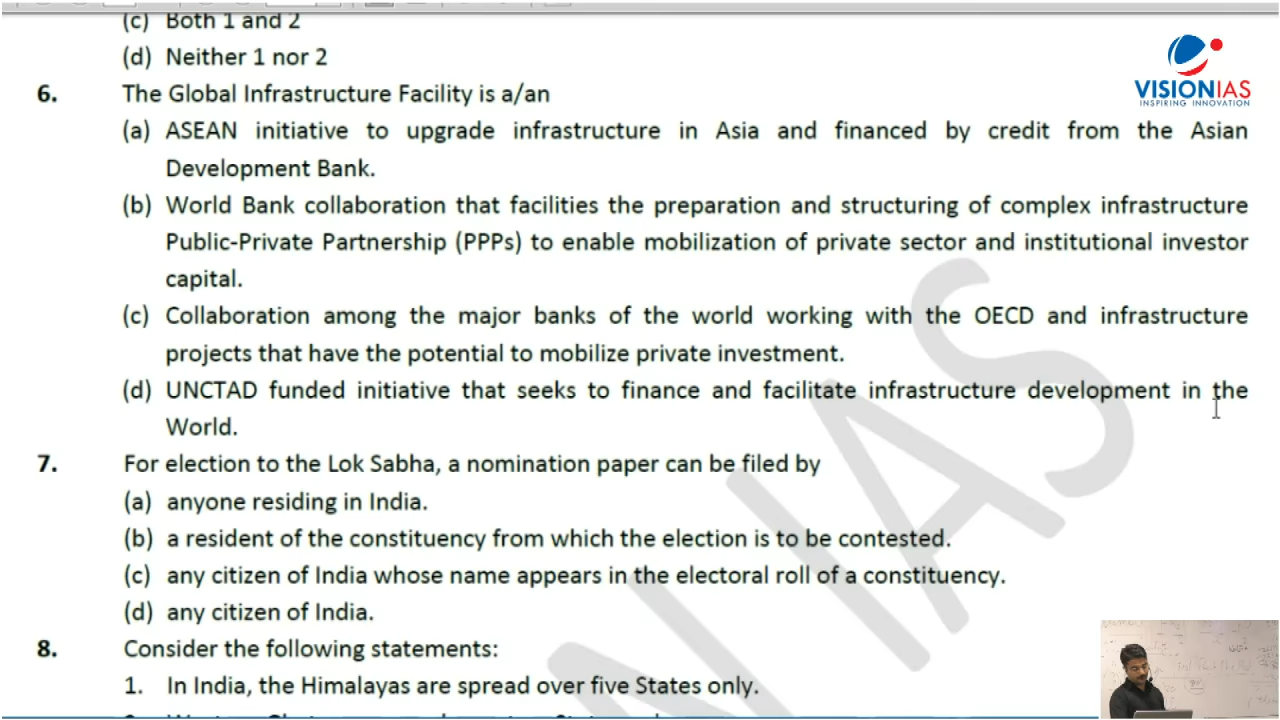 (c) Both 1 and 2
(d) Neither 1 nor 2
VISIONIAS
INSPIRING INNOVATION
6. The Global Infrastructure Facility is a/an
(a) ASEAN initiative to upgrade infrastructure in Asia and financed by credit from the Asian
Development Bank.
(b) World Bank collaboration that facilities the preparation and structuring of complex infrastructure
Public-Private Partnership (PPPs) to enable mobilization of private sector and institutional investor
capital.
(c) Collaboration among the major banks of the world working with the OECD and infrastructure
projects that have the potential to mobilize private investment.
(d) UNCTAD funded initiative that seeks to finance and facilitate infrastructure development in the
World.
7. For election to the Lok Sabha, a nomination paper can be filed by
(a) anyone residing in India.
(b) a resident of the constituency from which the election is to be contested.
(c) any citizen of India whose name appears in the electoral roll of a constituency.
(d) any citizen of India.
8. Consider the following statements:
1. In India, the Himalayas are spread over five States only.